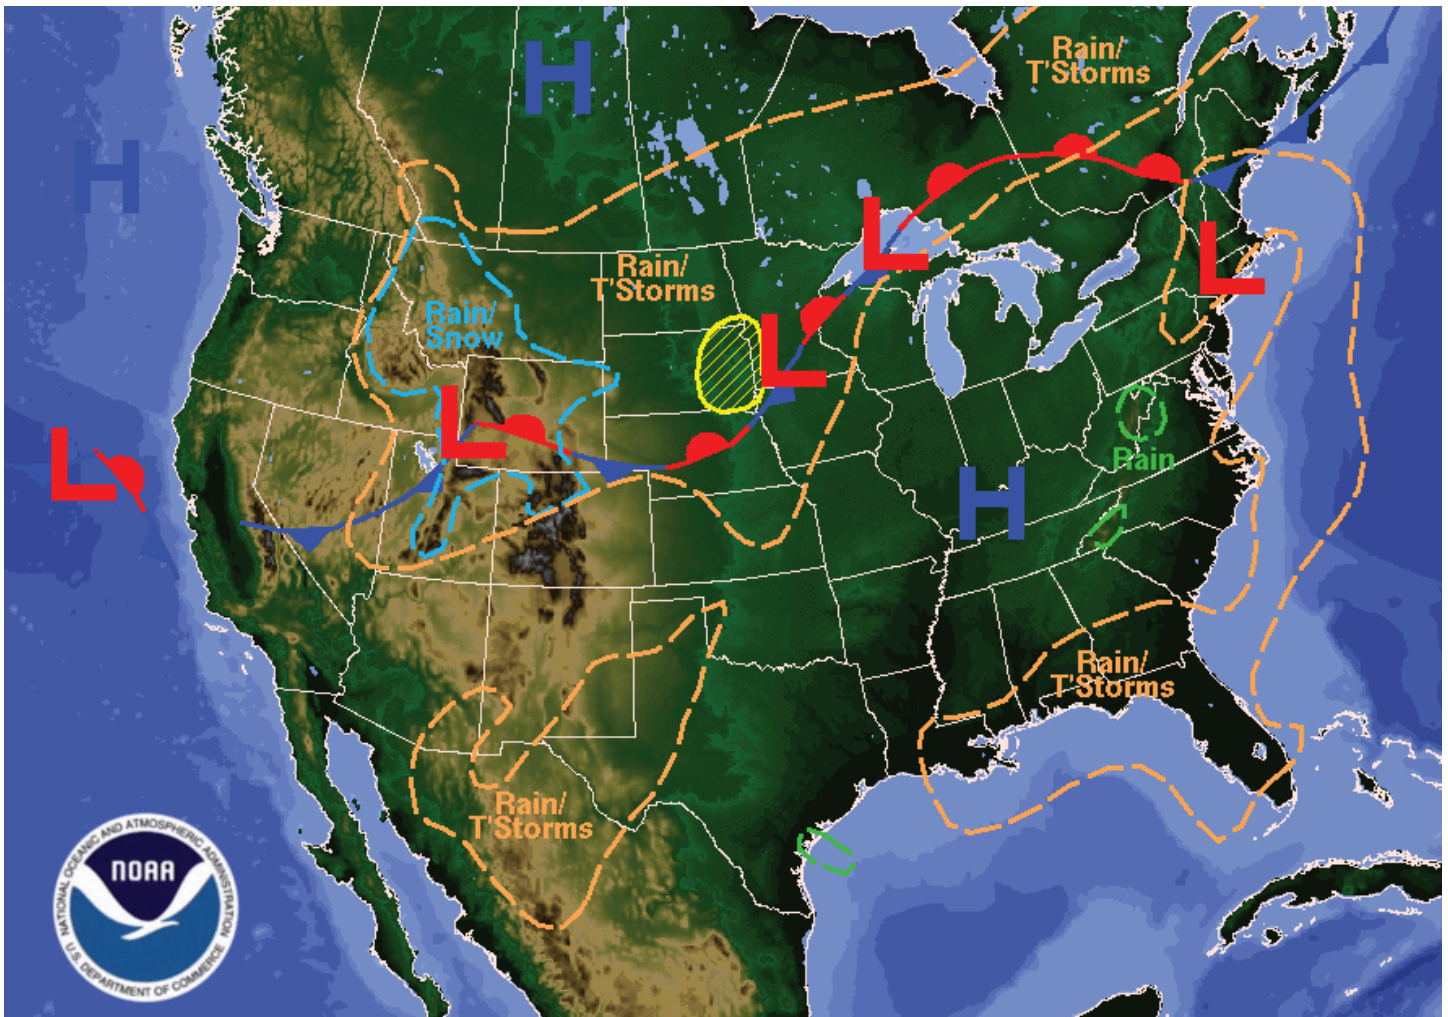 H
Rain/
T'Storms
H
L
L
Rain/
T'Storms
Rain/
Snow
L
L
L
Rain
H
Rain/
T'Storms
Rain/
T'Storms
NATIONAL OCEANIC AND ATMOSPHERIC ADMINISTRATION
NOAA
U.S. DEPARTMENT OF COMMERCE